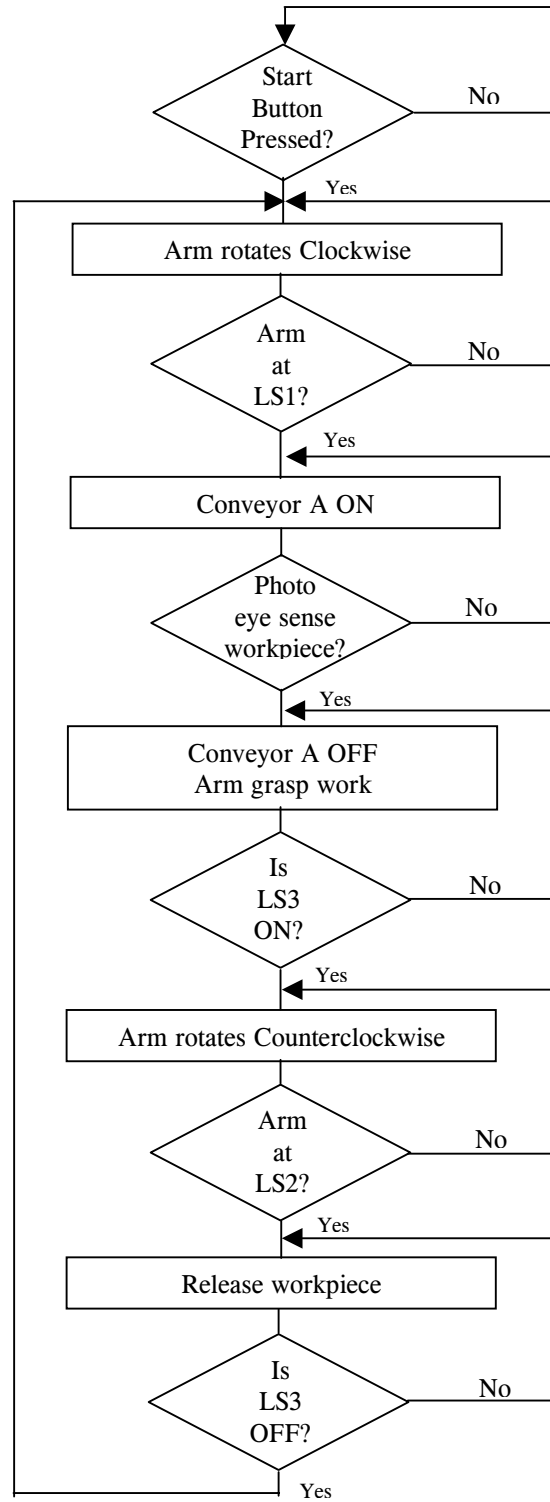 Start
Button
Pressed?
No
Yes
Arm rotates Clockwise
Arm
at
LS1?
No
Yes
Conveyor A ON
Photo
eye sense
workpiece?
No
Yes
Conveyor A OFF
Arm grasp work
Is
LS3
ON?
No
Yes
Arm rotates Counterclockwise
Arm
at
LS2?
No
Yes
Release workpiece
Is
LS3
OFF?
No
Yes